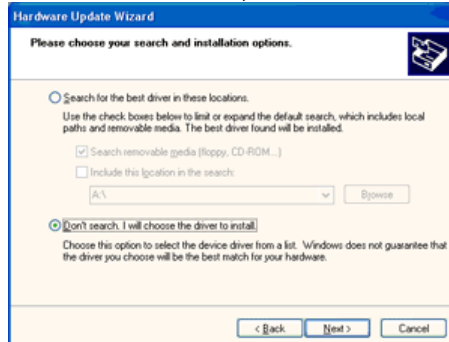 Hardware Update Wizard
Please choose your search and installation options.
Search for the best driver in these locations.
Use the check boxes below to limit or expand the default search, which includes local
paths and removable media. The best driver found will be installed.
Search removable media (floppy, CD-ROM...)
Include this location in the search:
A:\
Browse
Don't search. I will choose the driver to install.
Choose this option to select the device driver from a list. Windows does not guarantee that
the driver you choose will be the best match for your hardware.
< Back Next > Cancel